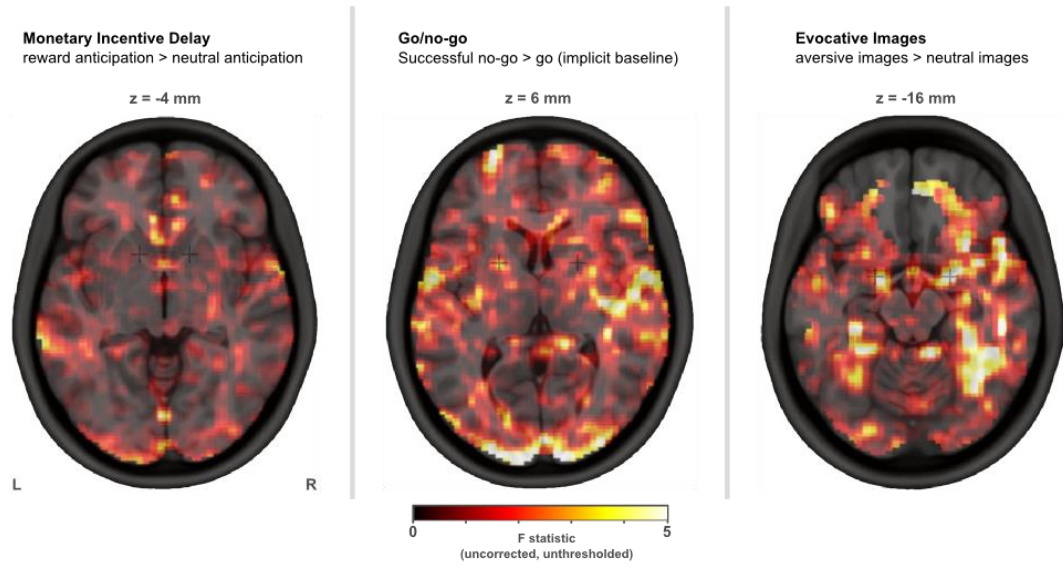 Monetary Incentive Delay
reward anticipation > neutral anticipation
z = -4 mm
L
R
Go/no-go
Successful no-go > go (implicit baseline)
z = 6 mm
0
5
F statistic
(uncorrected, unthresholded)
Evocative Images
aversive images > neutral images
z = -16 mm